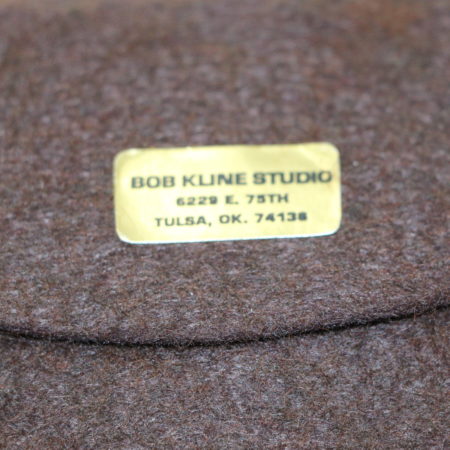 BOB KLINE STUDIO
6229 E. 75TH
TULSA, OK. 74136